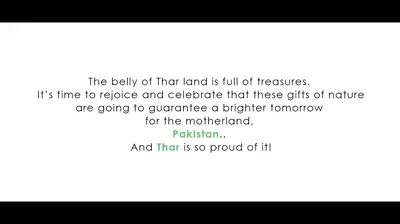 The belly of Thar land is full of treasures.
It's time to rejoice and celebrate that these gifts of nature
are going to guarantee a brighter tomorrow
for the motherland,
Pakistan..
And Thar is so proud of it!